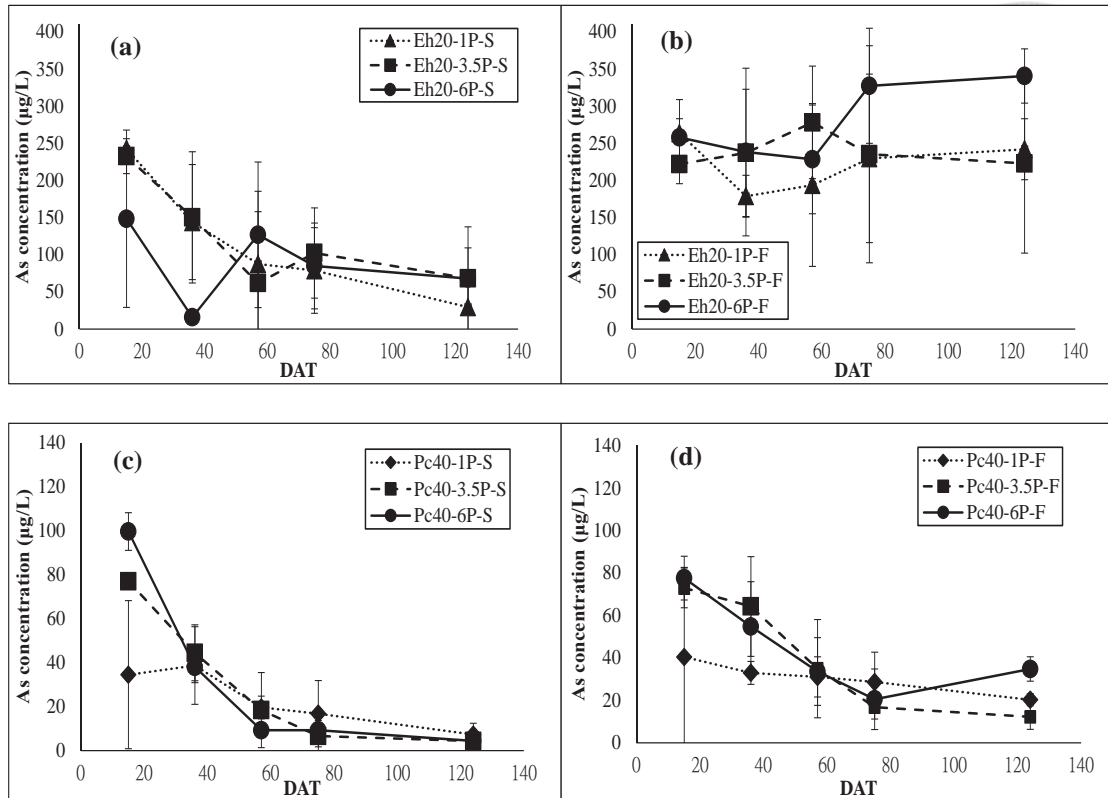 (a)
Eh20-1P-S
Eh20-3.5P-S
Eh20-6P-S
As concentration (µg/L)
400
350
300
250
200
150
100
50
0
0 20 40 60 80 100 120 140
DAT
(b)
As concentration (µg/L)
400
350
300
250
200
150
100
50
0
Eh20-1P-F
Eh20-3.5P-F
Eh20-6P-F
0 20 40 60 80 100 120 140
DAT
(c)
Pc40-1P-S
Pc40-3.5P-S
Pc40-6P-S
As concentration (µg/L)
140
120
100
80
60
40
20
0
0 20 40 60 80 100 120 140
DAT
(d)
Pc40-1P-F
Pc40-3.5P-F
Pc40-6P-F
As concentration (µg/L)
140
120
100
80
60
40
20
0
0 20 40 60 80 100 120 140
DAT